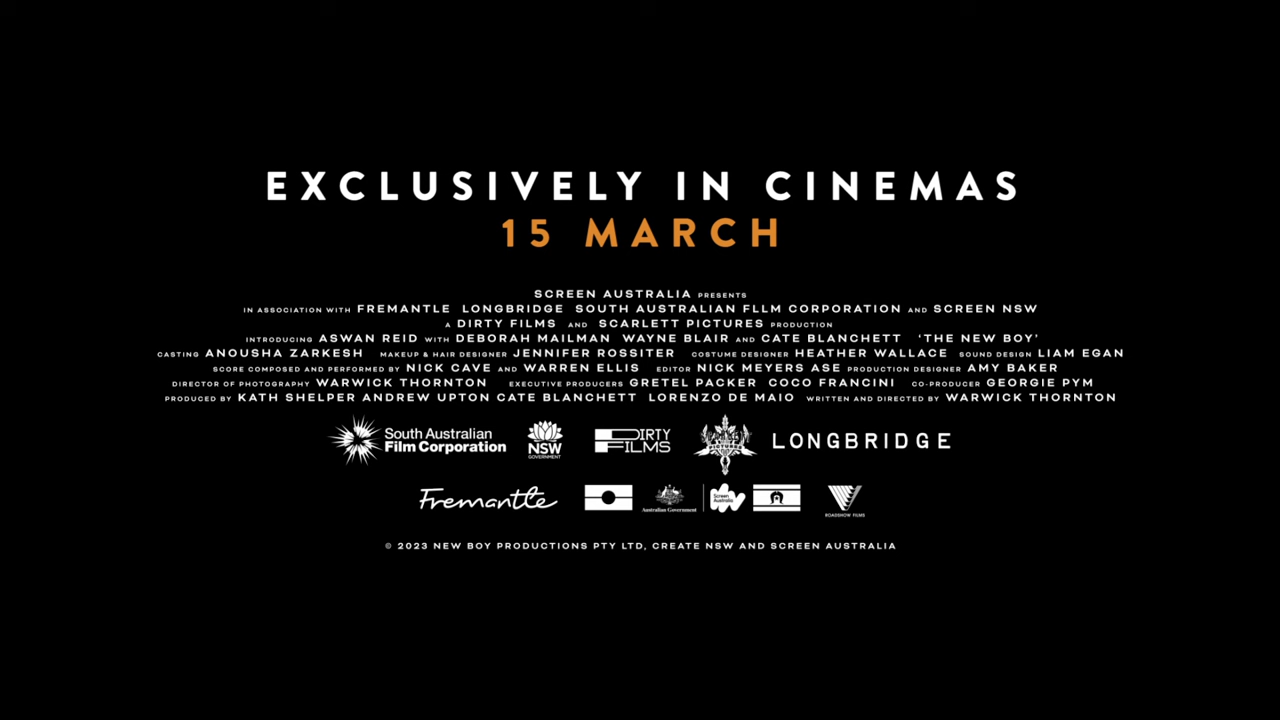 EXCLUSIVELY IN CINEMAS
15 MARCH
SCREEN AUSTRALIA PRESENTS
IN ASSOCIATION WITH FREMANTLE LONGBRIDGE SOUTH AUSTRALIAN FLLM CORPORATION AND SCREEN NSW
A DIRTY FILMS AND SCARLETT PICTURES PRODUCTION
INTRODUCING ASWAN REID WITH DEBORAH MAILMAN WAYNE BLAIR AND CATE BLANCHETT ‘THE NEW BOY’
CASTING ANOUSHA ZARKESH MAKEUP & HAIR DESIGNER JENNIFER ROSSITER COSTUME DESIGNER HEATHER WALLACE SOUND DESIGN LIAM EGAN
SCORE COMPOSED AND PERFORMED BY NICK CAVE AND WARREN ELLIS EDITOR NICK MEYERS ASE PRODUCTION DESIGNER AMY BAKER
DIRECTOR OF PHOTOGRAPHY WARWICK THORNTON EXECUTIVE PRODUCERS GRETEL PACKER COCO FRANCINI CO-PRODUCER GEORGIE PYM
PRODUCED BY KATH SHELPER ANDREW UPTON CATE BLANCHETT LORENZO DE MAIO WRITTEN AND DIRECTED BY WARWICK THORNTON
South Australian
Film Corporation
NSW
GOVERNMENT
DIRTY
FILMS
LONGBRIDGE
Fremantle
Australian Government
Screen
Australia
ROADSHOW FILMS
© 2023 NEW BOY PRODUCTIONS PTY LTD, CREATE NSW AND SCREEN AUSTRALIA